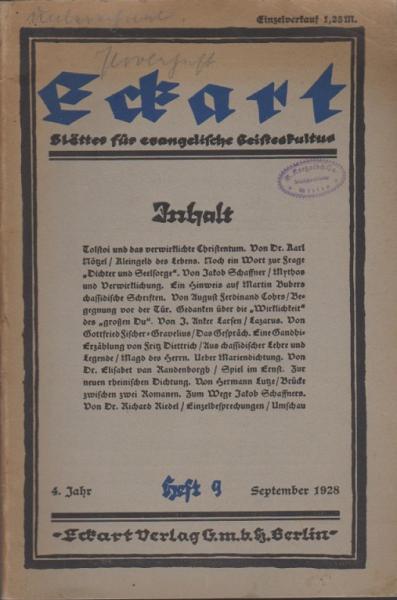 Einzelverkauf 1,25 M.
Eckart
Blätter für evangelische Geisteskultur
Inhalt
Tolstoi und das verwirklichte Christentum. Von Dr. Karl
Nötzel / Kleingeld des Lebens. Noch ein Wort zur Frage
„Dichter und Seelsorge“. Von Jakob Schaffner / Mythos
und Verwirklichung. Ein Hinweis auf Martin Bubers
chassidische Schriften. Von August Ferdinand Cohrs / Be-
gegnung vor der Tür. Gedanken über die „Wirklichkeit“
des „großen Du“. Von J. Anker Larsen / Lazarus. Von
Gottfried Fischer-Gravelius / Das Gespräch. Eine Gandhi-
Erzählung von Fritz Diettrich / Aus chassidischer Lehre und
Legende / Magd des Herrn. Ueber Mariendichtung. Von
Dr. Elisabet van Randenborgh / Spiel im Ernst. Zur
neuen rheinischen Dichtung. Von Hermann Lutze / Brücke
zwischen zwei Romanen. Zum Wege Jakob Schaffners.
Von Dr. Richard Riedel / Einzelbesprechungen / Umschau
4. Jahr Heft 9 September 1928
-Eckart Verlag G.m.b.H. Berlin-